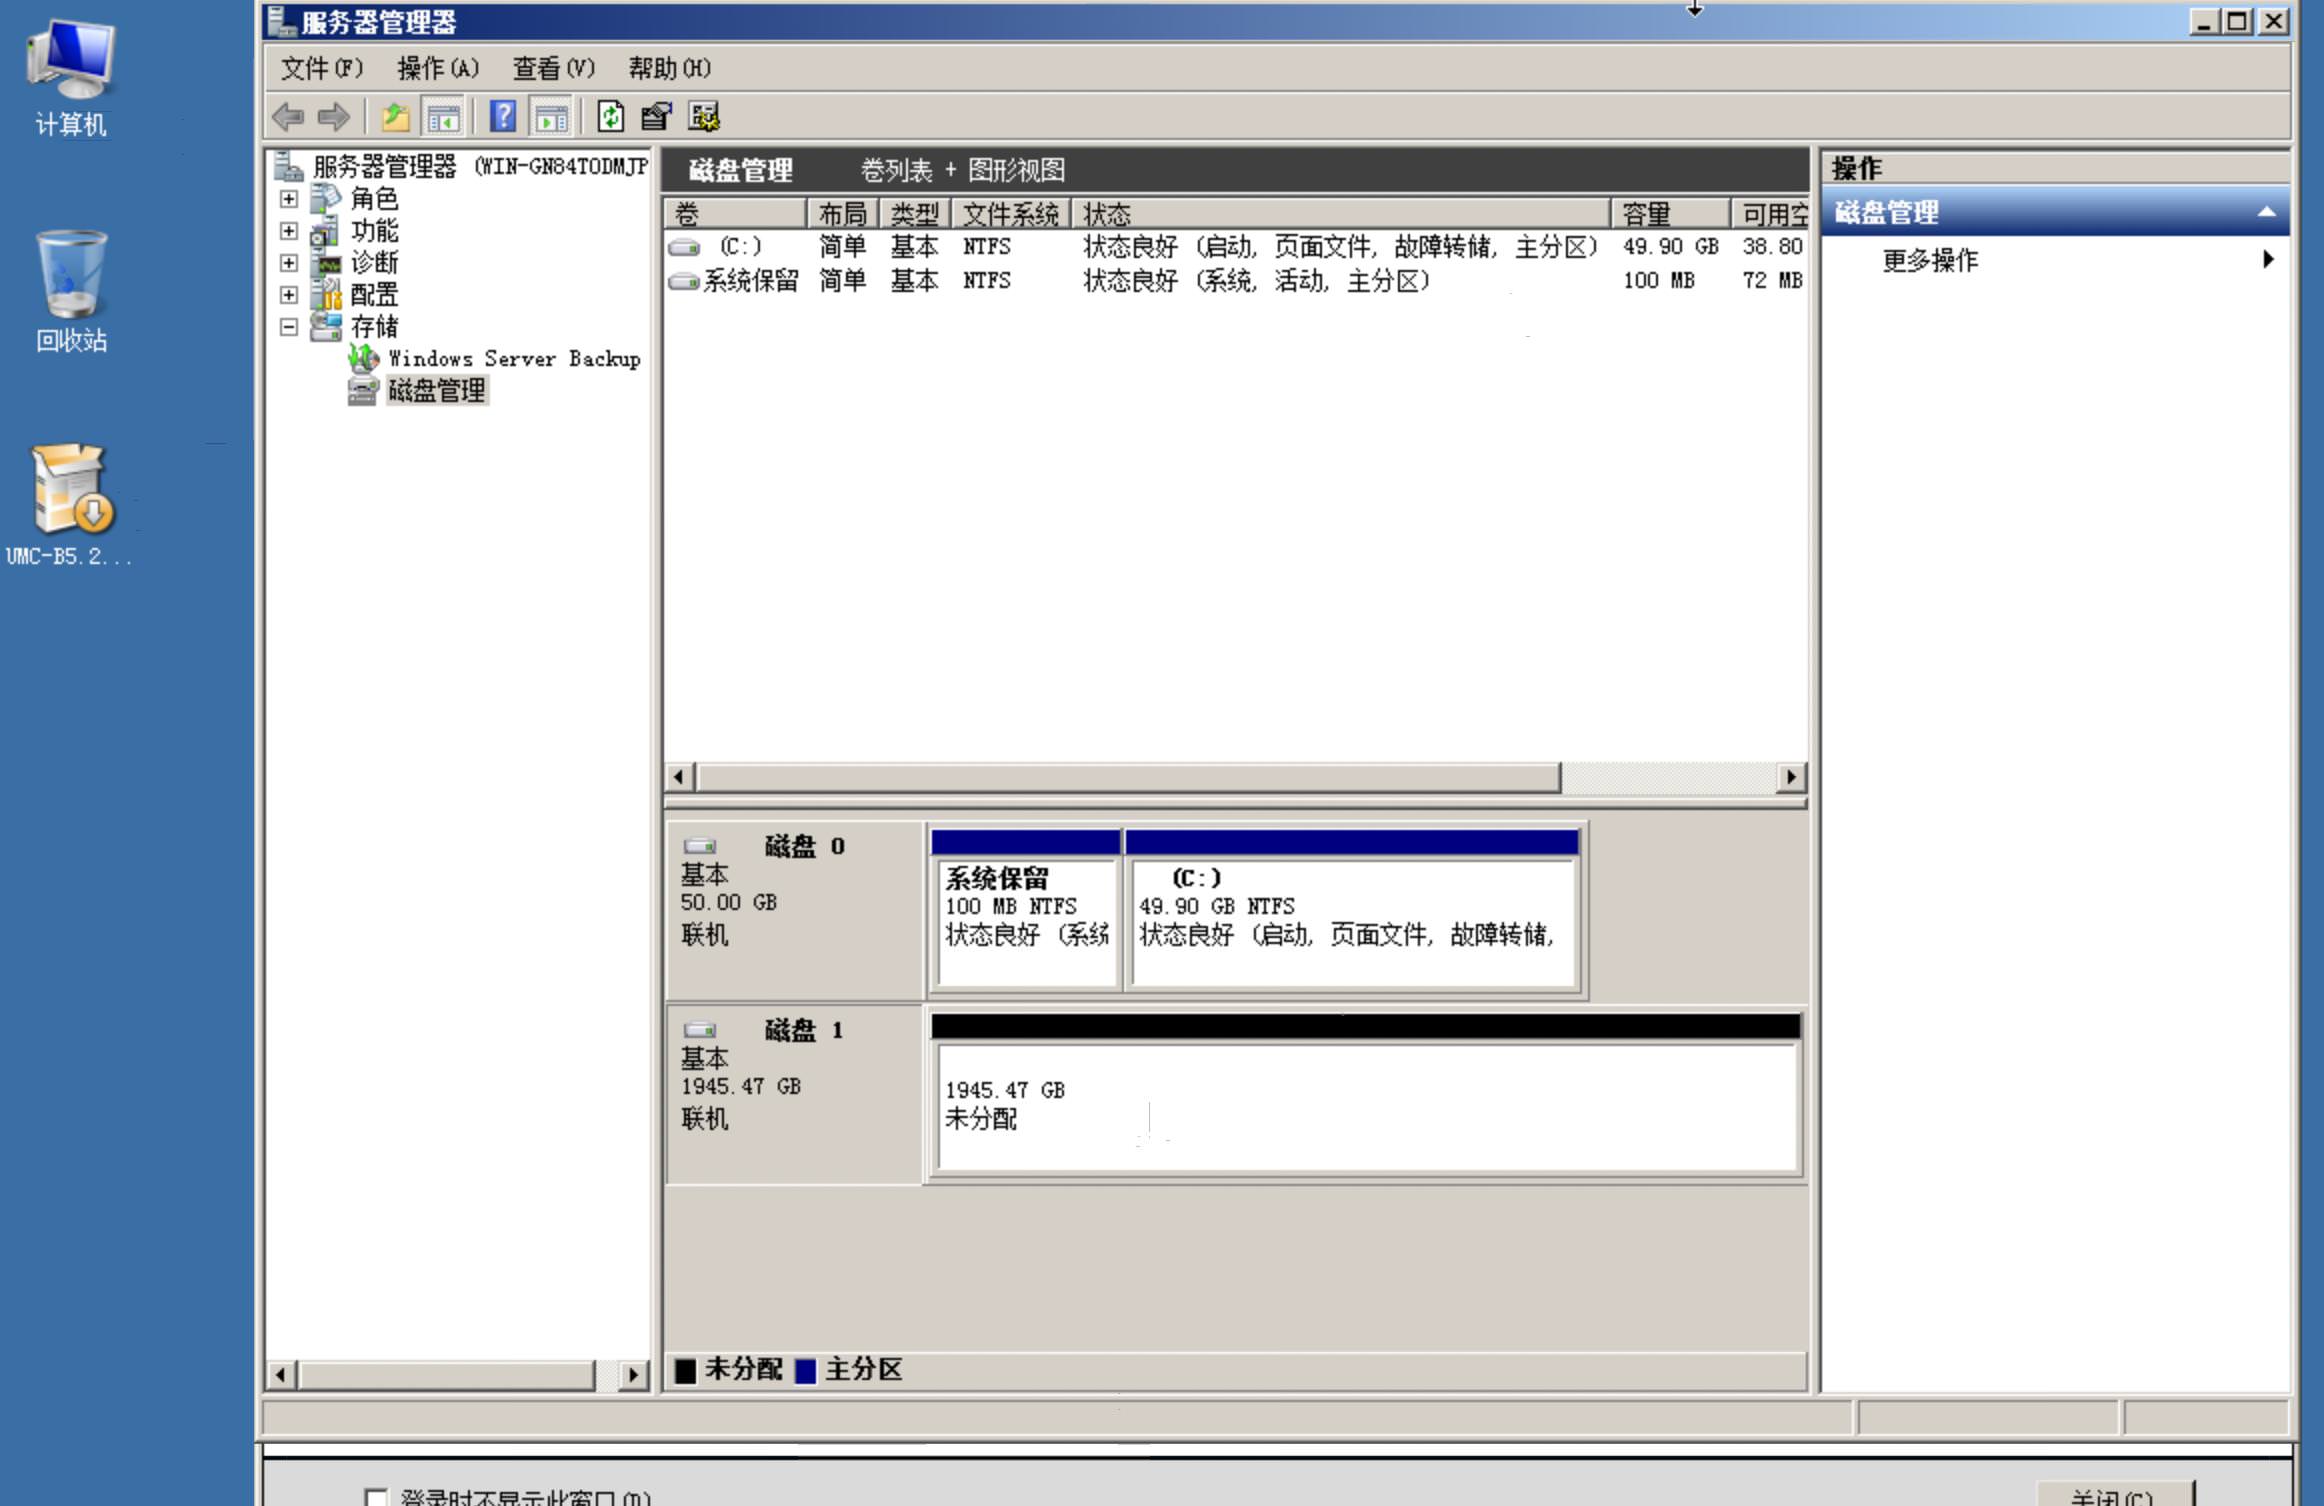 服务器管理器
文件(F) 操作(A) 查看(V) 帮助(H)
计算机
回收站
UMC-B5.2...
服务器管理器 (WIN-GN84TODMJP
角色
功能
诊断
配置
存储
Windows Server Backup
磁盘管理
磁盘管理 卷列表 + 图形视图
卷 布局 类型 文件系统 状态 容量 可用空
(C:) 简单 基本 NTFS 状态良好 (启动, 页面文件, 故障转储, 主分区) 49.90 GB 38.80
系统保留 简单 基本 NTFS 状态良好 (系统, 活动, 主分区) 100 MB 72 MB
磁盘 0
基本
50.00 GB
联机
系统保留
100 MB NTFS
状态良好 (系统
(C:)
49.90 GB NTFS
状态良好 (启动, 页面文件, 故障转储,
磁盘 1
基本
1945.47 GB
联机
1945.47 GB
未分配
未分配 主分区
操作
磁盘管理
更多操作
登录时不显示此窗口(D)
关闭(C)